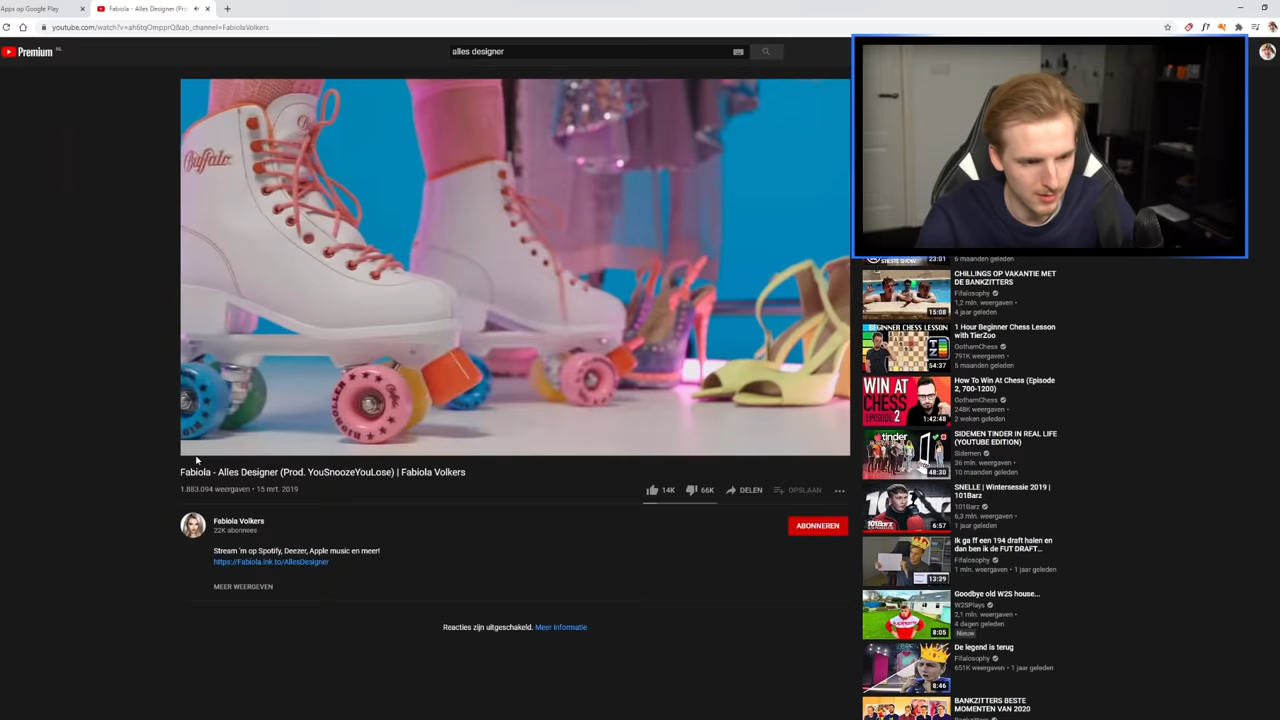 Apps op Google Play
Fabiola - Alles Designer (Pro
youtube.com/watch?v=ah6tqOmpprQ&ab_channel=FabiolaVolkers
Premium NL
alles designer
Buffalo
23:01
6 maanden geleden
CHILLINGS OP VAKANTIE MET
DE BANKZITTERS
Fifalosophy
1,2 mln. weergaven •
4 jaar geleden
15:08
BEGINNER CHESS LESSON
54:37
1 Hour Beginner Chess Lesson
with TierZoo
GothamChess
791K weergaven •
5 maanden geleden
WIN AT
CHESS
EPISODE 2
1:42:48
How To Win At Chess (Episode
2, 700-1200)
GothamChess
248K weergaven •
2 weken geleden
tinder
48:30
SIDEMEN TINDER IN REAL LIFE
(YOUTUBE EDITION)
Sidemen
36 mln. weergaven •
10 maanden geleden
Fabiola - Alles Designer (Prod. YouSnoozeYouLose) | Fabiola Volkers
1.883.094 weergaven • 15 mrt. 2019
14K
66K
DELEN
OPSLAAN
Fabiola Volkers
22K abonnees
ABONNEREN
Stream 'm op Spotify, Deezer, Apple music en meer!
https://Fabiola.lnk.to/AllesDesigner
MEER WEERGEVEN
Reacties zijn uitgeschakeld. Meer informatie
101Barz
6:57
SNELLE | Wintersessie 2019 |
101Barz
101Barz
6,3 mln. weergaven •
1 jaar geleden
13:39
Ik ga ff een 194 draft halen en
dan ben ik de FUT DRAFT...
Fifalosophy
1 mln. weergaven • 1 jaar geleden
8:05
Goodbye old W2S house...
W2SPlays
2,1 mln. weergaven •
4 dagen geleden
Nieuw
8:46
De legend is terug
Fifalosophy
651K weergaven • 1 jaar geleden
BANKZITTERS BESTE
MOMENTEN VAN 2020